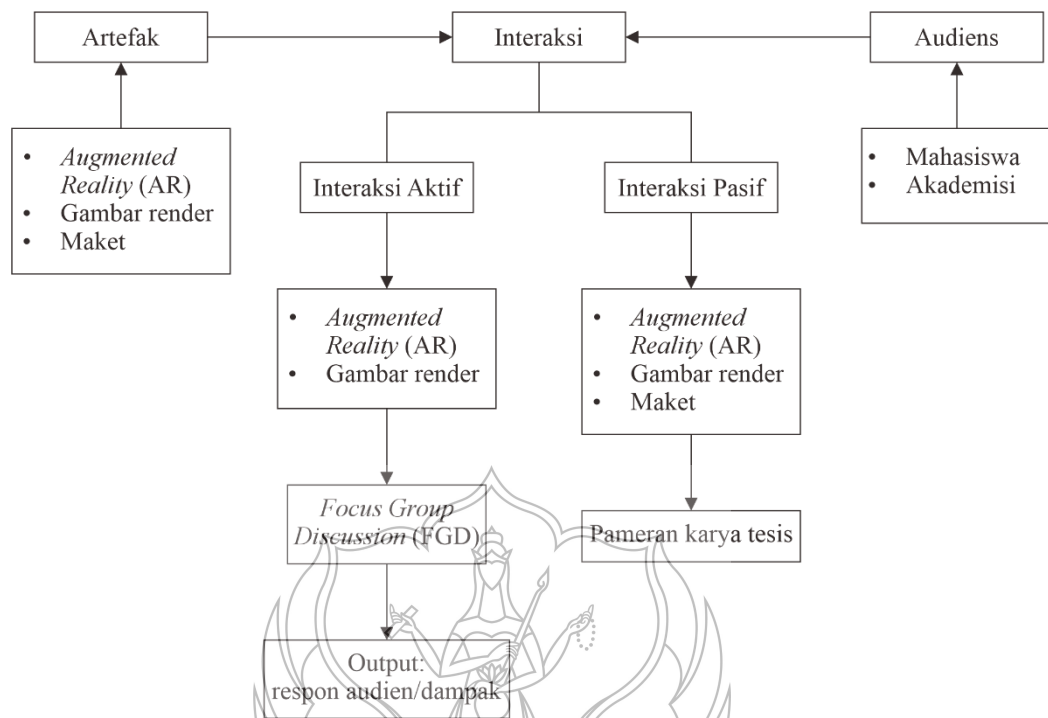 Artefak
Interaksi
Audiens
• Augmented
Reality (AR)
• Gambar render
• Maket
• Mahasiswa
• Akademisi
Interaksi Aktif
Interaksi Pasif
• Augmented
Reality (AR)
• Gambar render
• Augmented
Reality (AR)
• Gambar render
• Maket
Focus Group
Discussion (FGD)
Pameran karya tesis
Output:
respon audien/dampak